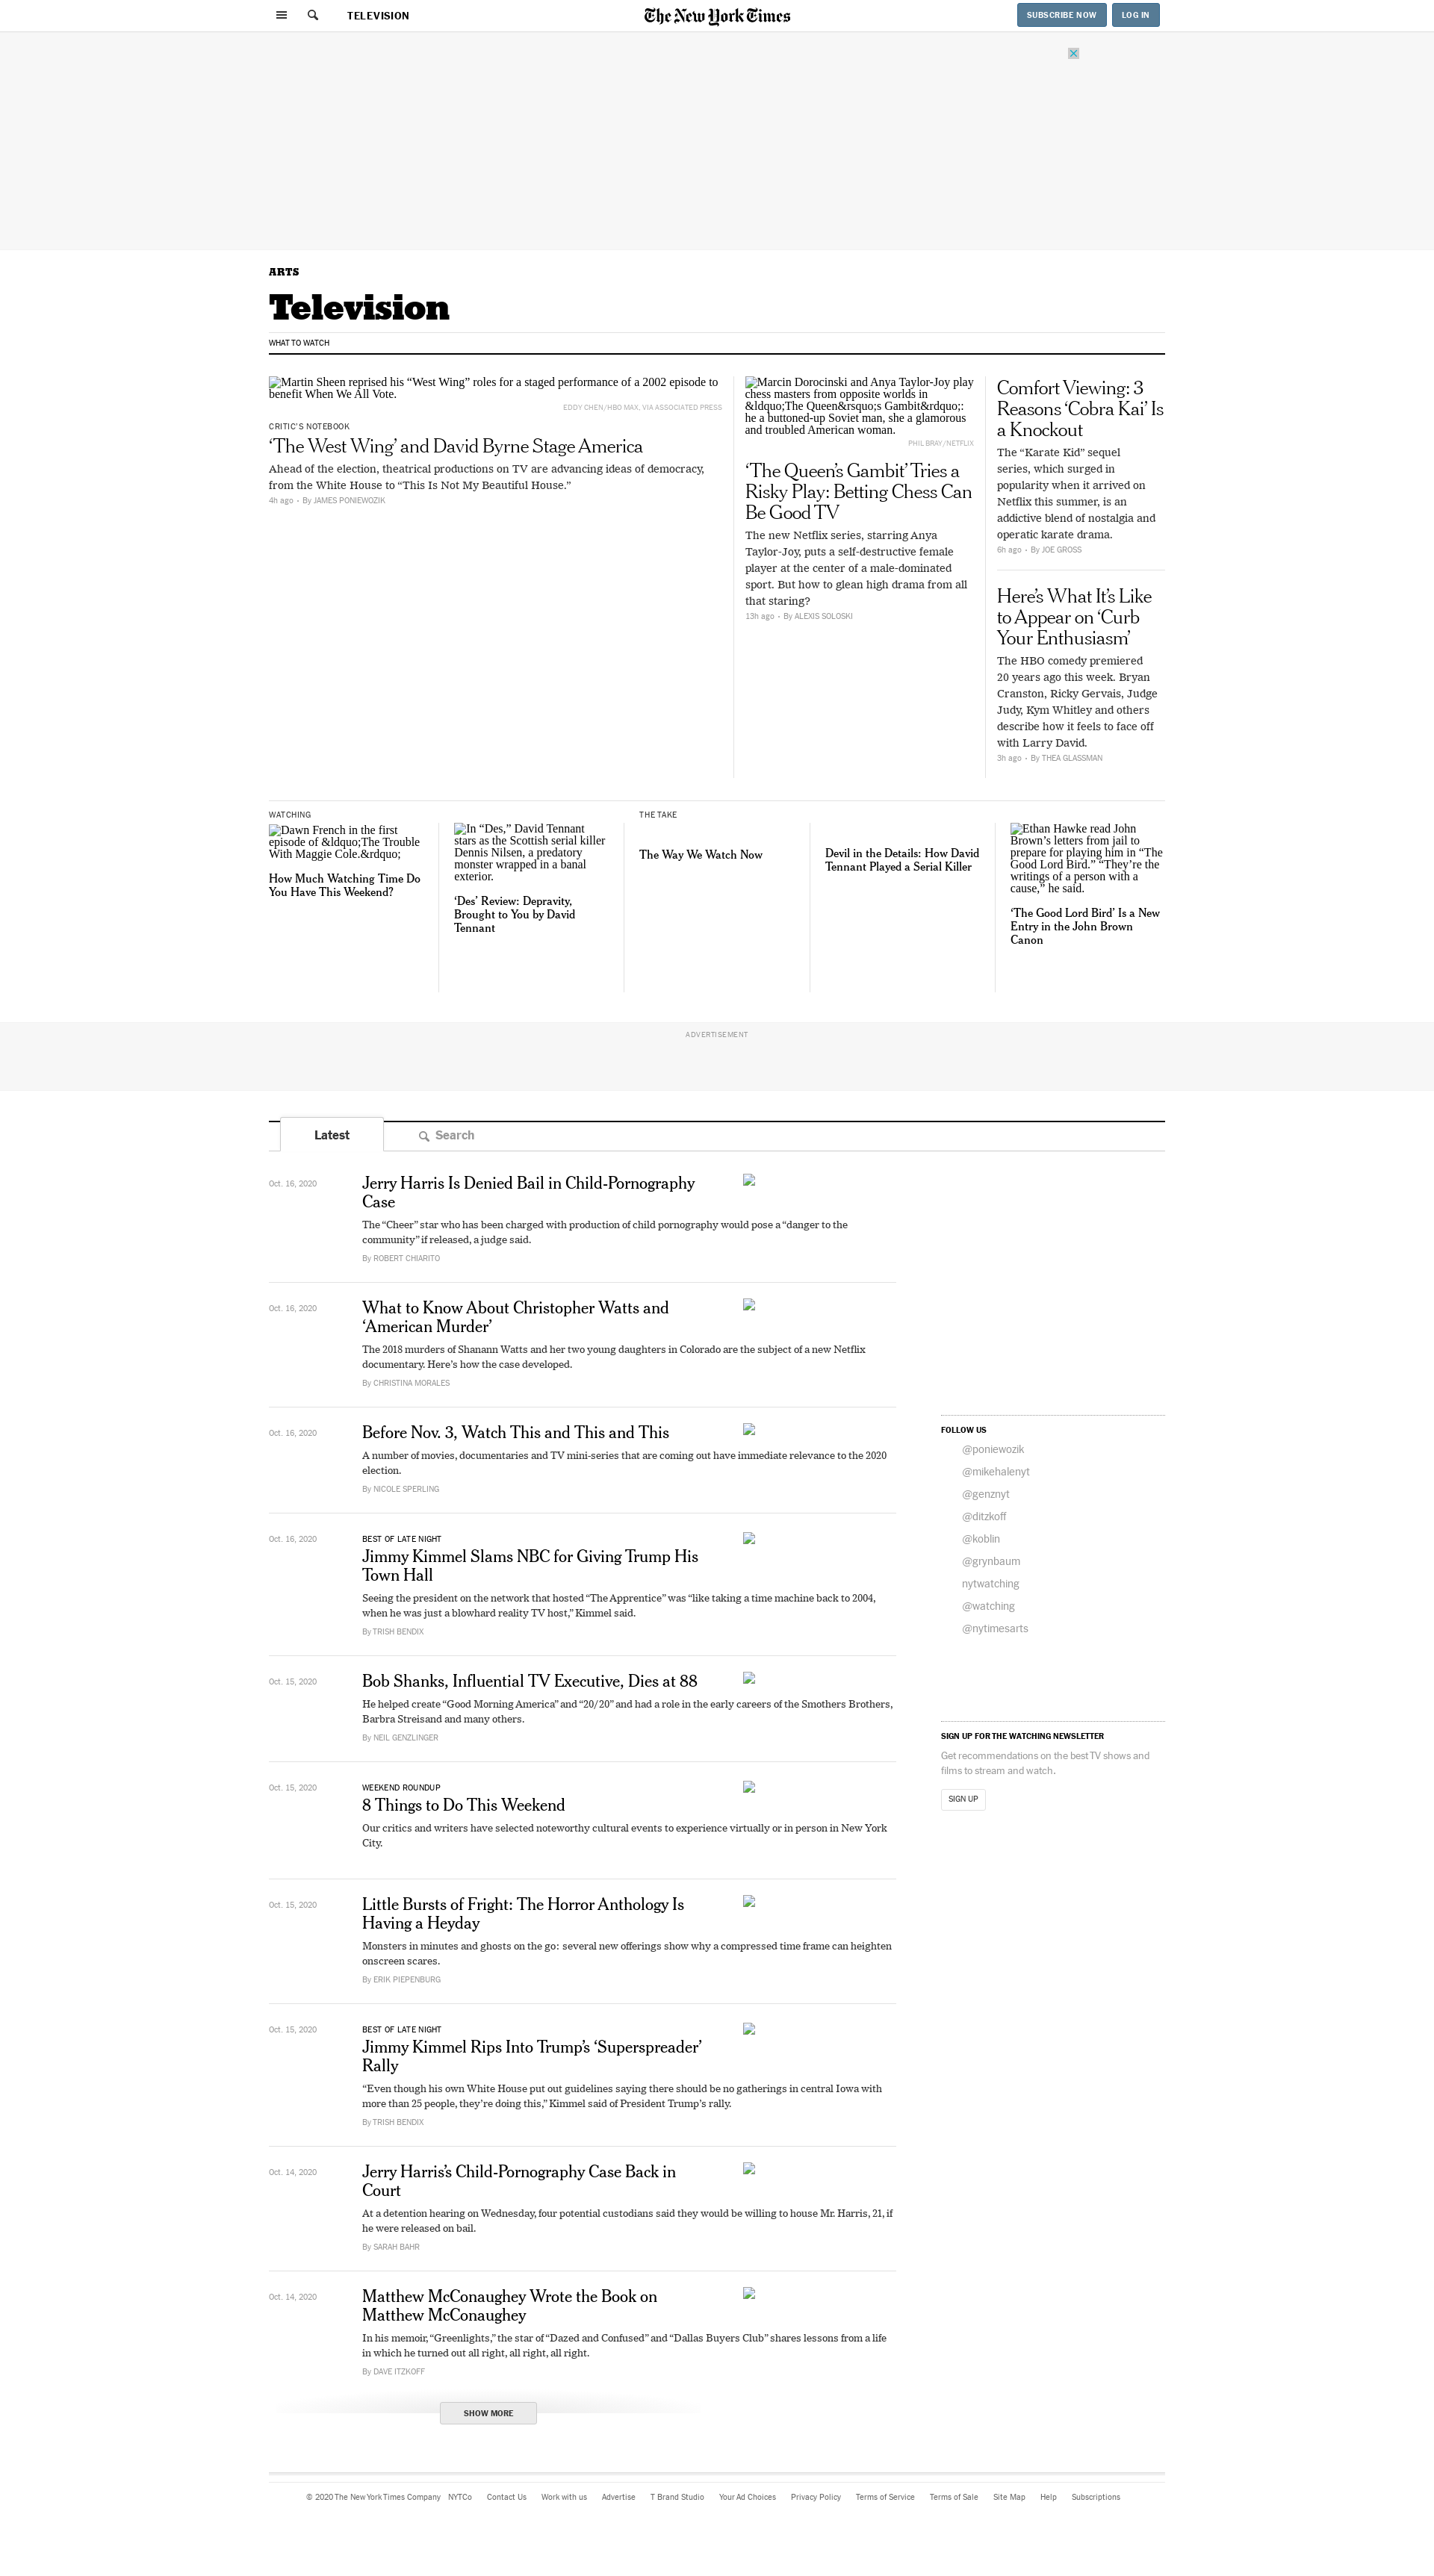 TELEVISION
The New York Times
SUBSCRIBE NOW
LOG IN
ARTS
Television
WHAT TO WATCH
Martin Sheen reprised his “West Wing” roles for a staged performance of a 2002 episode to
benefit When We All Vote.
EDDY CHEN/HBO MAX, VIA ASSOCIATED PRESS
CRITIC’S NOTEBOOK
‘The West Wing’ and David Byrne Stage America
Ahead of the election, theatrical productions on TV are advancing ideas of democracy,
from the White House to “This Is Not My Beautiful House.”
4h ago • By JAMES PONIEWOZIK
Marcin Dorocinski and Anya Taylor-Joy play
chess masters from opposite worlds in
&ldquo;The Queen&rsquo;s Gambit&rdquo;:
he a buttoned-up Soviet man, she a glamorous
and troubled American woman.
PHIL BRAY/NETFLIX
‘The Queen’s Gambit’ Tries a
Risky Play: Betting Chess Can
Be Good TV
The new Netflix series, starring Anya
Taylor-Joy, puts a self-destructive female
player at the center of a male-dominated
sport. But how to glean high drama from all
that staring?
13h ago • By ALEXIS SOLOSKI
Comfort Viewing: 3
Reasons ‘Cobra Kai’ Is
a Knockout
The “Karate Kid” sequel
series, which surged in
popularity when it arrived on
Netflix this summer, is an
addictive blend of nostalgia and
operatic karate drama.
6h ago • By JOE GROSS
Here’s What It’s Like
to Appear on ‘Curb
Your Enthusiasm’
The HBO comedy premiered
20 years ago this week. Bryan
Cranston, Ricky Gervais, Judge
Judy, Kym Whitley and others
describe how it feels to face off
with Larry David.
3h ago • By THEA GLASSMAN
WATCHING
Dawn French in the first
episode of &ldquo;The Trouble
With Maggie Cole.&rdquo;
How Much Watching Time Do
You Have This Weekend?
In “Des,” David Tennant
stars as the Scottish serial killer
Dennis Nilsen, a predatory
monster wrapped in a banal
exterior.
‘Des’ Review: Depravity,
Brought to You by David
Tennant
THE TAKE
The Way We Watch Now
Devil in the Details: How David
Tennant Played a Serial Killer
Ethan Hawke read John
Brown’s letters from jail to
prepare for playing him in “The
Good Lord Bird.” “They’re the
writings of a person with a
cause,” he said.
‘The Good Lord Bird’ Is a New
Entry in the John Brown
Canon
ADVERTISEMENT
Latest
Search
Oct. 16, 2020
Jerry Harris Is Denied Bail in Child-Pornography
Case
The “Cheer” star who has been charged with production of child pornography would pose a “danger to the
community” if released, a judge said.
By ROBERT CHIARITO
Oct. 16, 2020
What to Know About Christopher Watts and
‘American Murder’
The 2018 murders of Shanann Watts and her two young daughters in Colorado are the subject of a new Netflix
documentary. Here’s how the case developed.
By CHRISTINA MORALES
Oct. 16, 2020
Before Nov. 3, Watch This and This and This
A number of movies, documentaries and TV mini-series that are coming out have immediate relevance to the 2020
election.
By NICOLE SPERLING
Oct. 16, 2020
BEST OF LATE NIGHT
Jimmy Kimmel Slams NBC for Giving Trump His
Town Hall
Seeing the president on the network that hosted “The Apprentice” was “like taking a time machine back to 2004,
when he was just a blowhard reality TV host,” Kimmel said.
By TRISH BENDIX
Oct. 15, 2020
Bob Shanks, Influential TV Executive, Dies at 88
He helped create “Good Morning America” and “20/20” and had a role in the early careers of the Smothers Brothers,
Barbra Streisand and many others.
By NEIL GENZLINGER
Oct. 15, 2020
WEEKEND ROUNDUP
8 Things to Do This Weekend
Our critics and writers have selected noteworthy cultural events to experience virtually or in person in New York
City.
Oct. 15, 2020
Little Bursts of Fright: The Horror Anthology Is
Having a Heyday
Monsters in minutes and ghosts on the go: several new offerings show why a compressed time frame can heighten
onscreen scares.
By ERIK PIEPENBURG
Oct. 15, 2020
BEST OF LATE NIGHT
Jimmy Kimmel Rips Into Trump’s ‘Superspreader’
Rally
“Even though his own White House put out guidelines saying there should be no gatherings in central Iowa with
more than 25 people, they’re doing this,” Kimmel said of President Trump’s rally.
By TRISH BENDIX
Oct. 14, 2020
Jerry Harris’s Child-Pornography Case Back in
Court
At a detention hearing on Wednesday, four potential custodians said they would be willing to house Mr. Harris, 21, if
he were released on bail.
By SARAH BAHR
Oct. 14, 2020
Matthew McConaughey Wrote the Book on
Matthew McConaughey
In his memoir, “Greenlights,” the star of “Dazed and Confused” and “Dallas Buyers Club” shares lessons from a life
in which he turned out all right, all right, all right.
By DAVE ITZKOFF
SHOW MORE
FOLLOW US
@poniewozik
@mikehalenyt
@genznyt
@ditzkoff
@koblin
@grynbaum
nytwatching
@watching
@nytimesarts
SIGN UP FOR THE WATCHING NEWSLETTER
Get recommendations on the best TV shows and
films to stream and watch.
SIGN UP
© 2020 The New York Times Company NYTCo Contact Us Work with us Advertise T Brand Studio Your Ad Choices Privacy Policy Terms of Service Terms of Sale Site Map Help Subscriptions